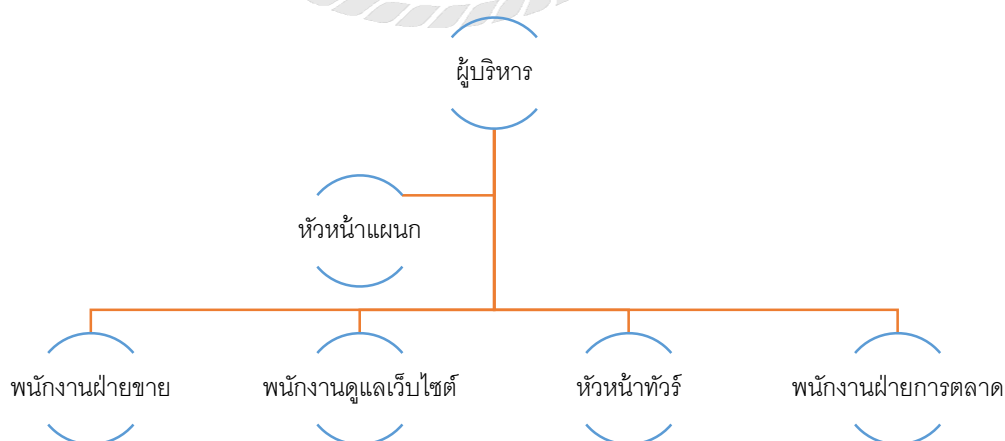 ผู้บริหาร
หัวหน้าแผนก
พนักงานฝ่ายขาย
พนักงานดูแลเว็บไซต์
หัวหน้าทัวร์
พนักงานฝ่ายการตลาด